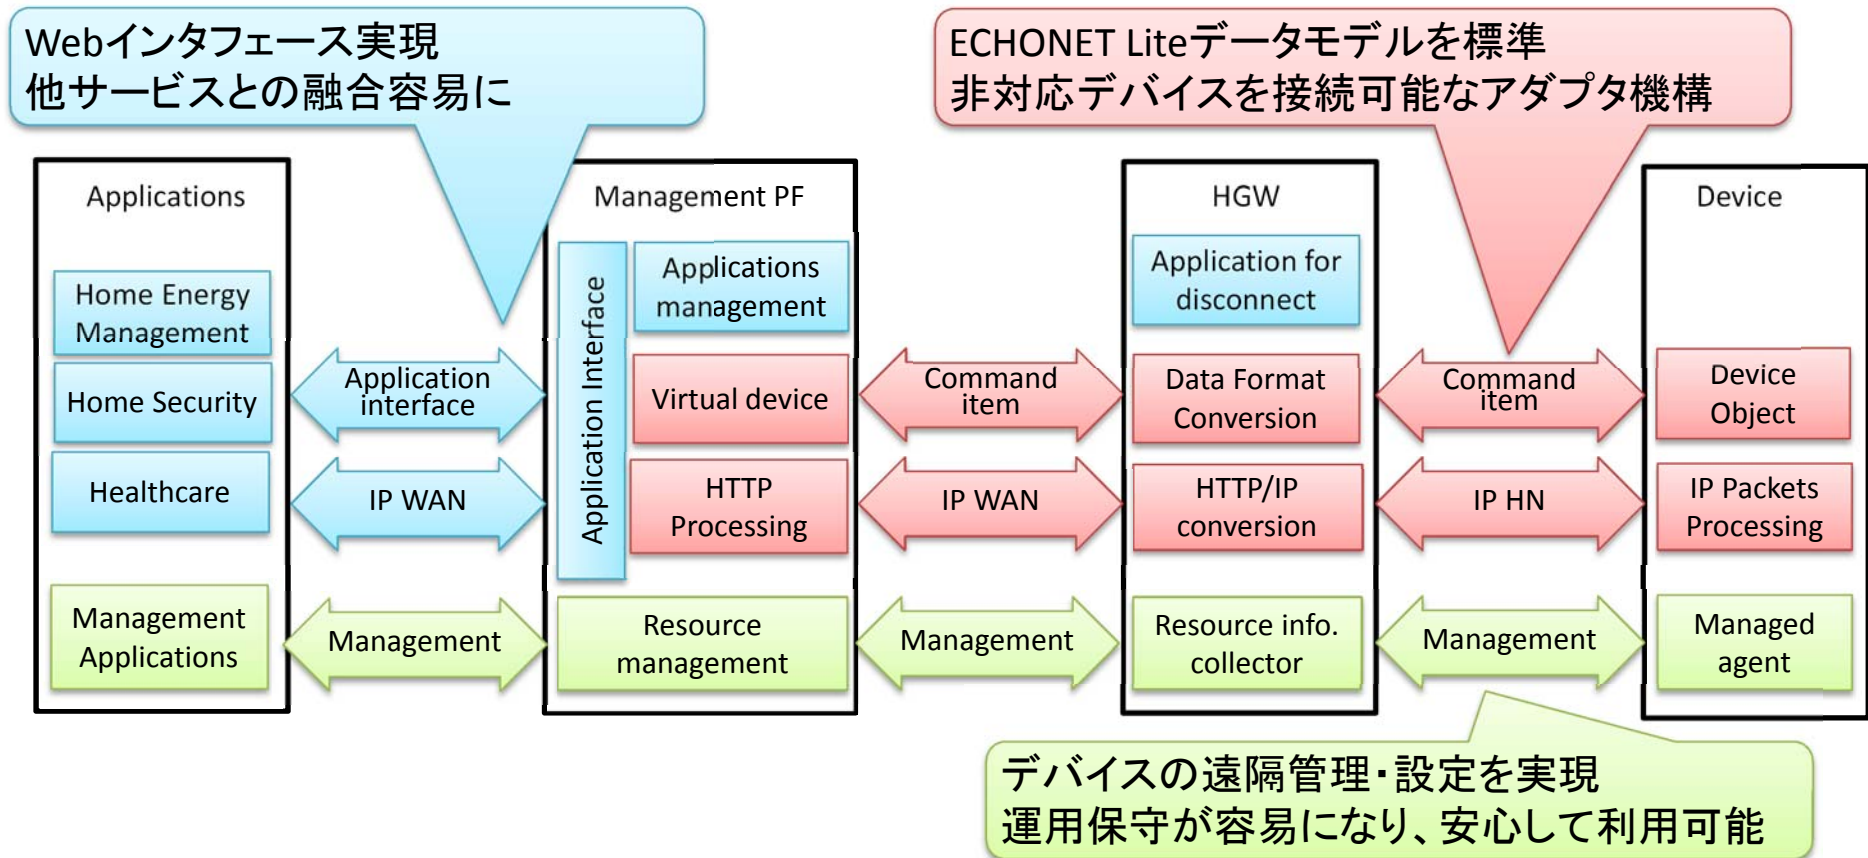 Webインタフェース実現
他サービスとの融合容易に
ECHONET Liteデータモデルを標準
非対応デバイスを接続可能なアダプタ機構
Applications
Home Energy
Management
Home Security
Healthcare
Management
Applications
Application
interface
IP WAN
Management
Management PF
Application Interface
Applications
management
Virtual device
HTTP
Processing
Resource
management
Command
item
IP WAN
Management
HGW
Application for
disconnect
Data Format
Conversion
HTTP/IP
conversion
Resource info.
collector
Command
item
IP HN
Management
Device
Device
Object
IP Packets
Processing
Managed
agent
デバイスの遠隔管理・設定を実現
運用保守が容易になり、安心して利用可能